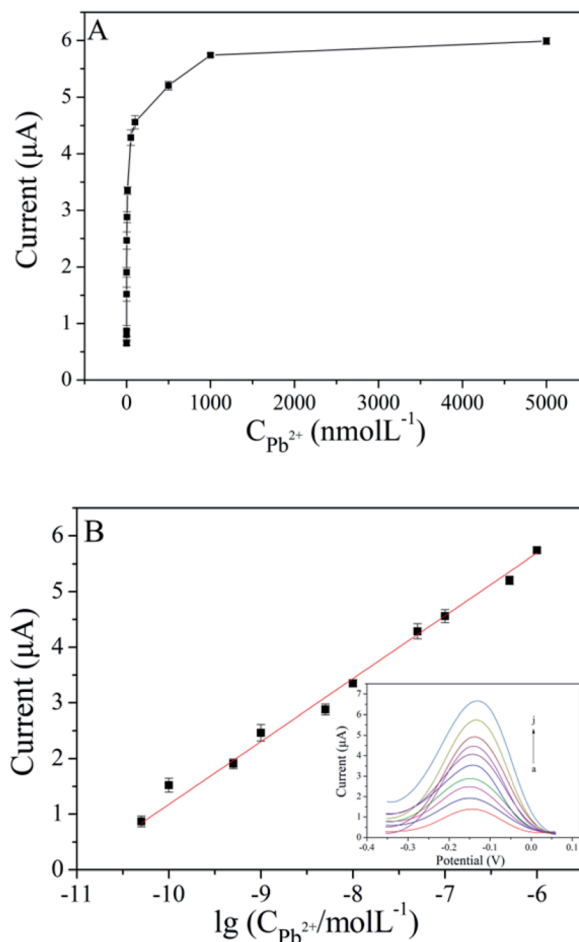 A
6
5
4
3
2
1
0
Current (µA)
0 1000 2000 3000 4000 5000
C_Pb²⁺ (nmolL⁻¹)
B
6
5
4
3
2
1
0
Current (µA)
-11 -10 -9 -8 -7 -6
lg (C_Pb²⁺/molL⁻¹)
7
6
5
4
3
2
1
0
Current (µA)
j
a
-0.4 -0.3 -0.2 -0.1 0.0 0.1
Potential (V)